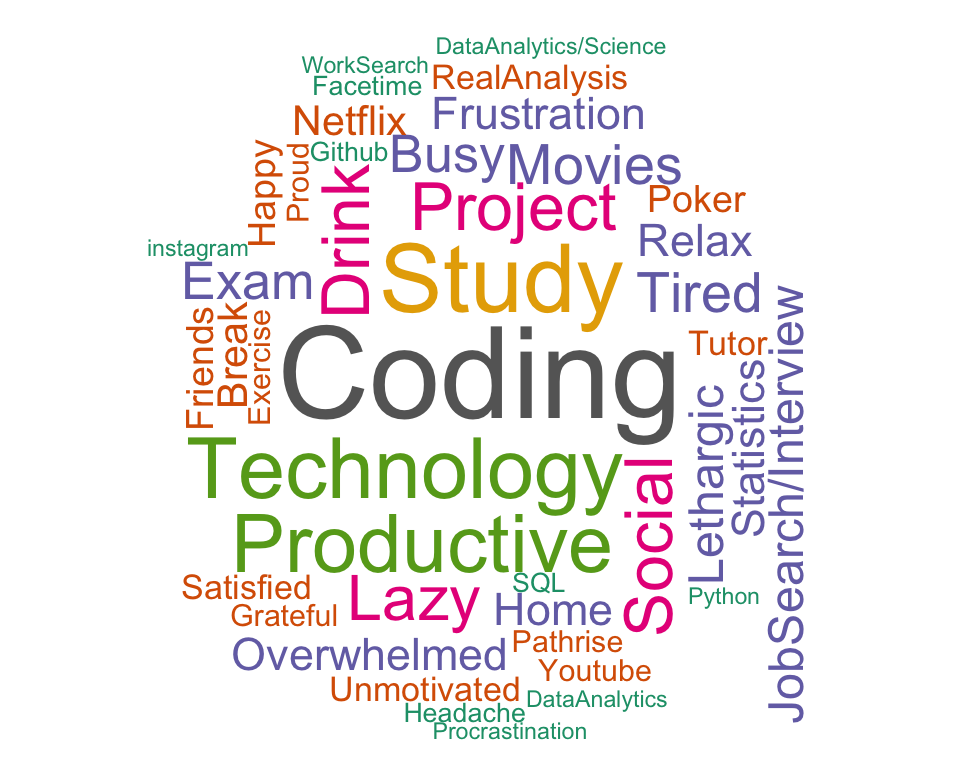 DataAnalytics/Science
WorkSearch
RealAnalysis
Facetime
Netflix
Frustration
Github
Busy
Movies
Happy
Proud
Drink
Project
Poker
instagram
Exam
Study
Relax
Tired
Friends
Break
Exercise
Coding
Tutor
Technology
Social
Lethargic
Statistics
JobSearch/Interview
Productive
Satisfied
Grateful
Lazy
SQL
Home
Python
Overwhelmed
Pathrise
Youtube
Unmotivated
DataAnalytics
Headache
Procrastination